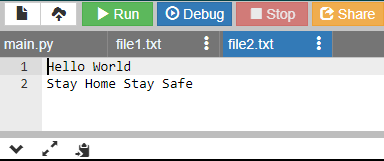 Run Debug Stop Share
main.py file1.txt file2.txt
1 Hello World
2 Stay Home Stay Safe